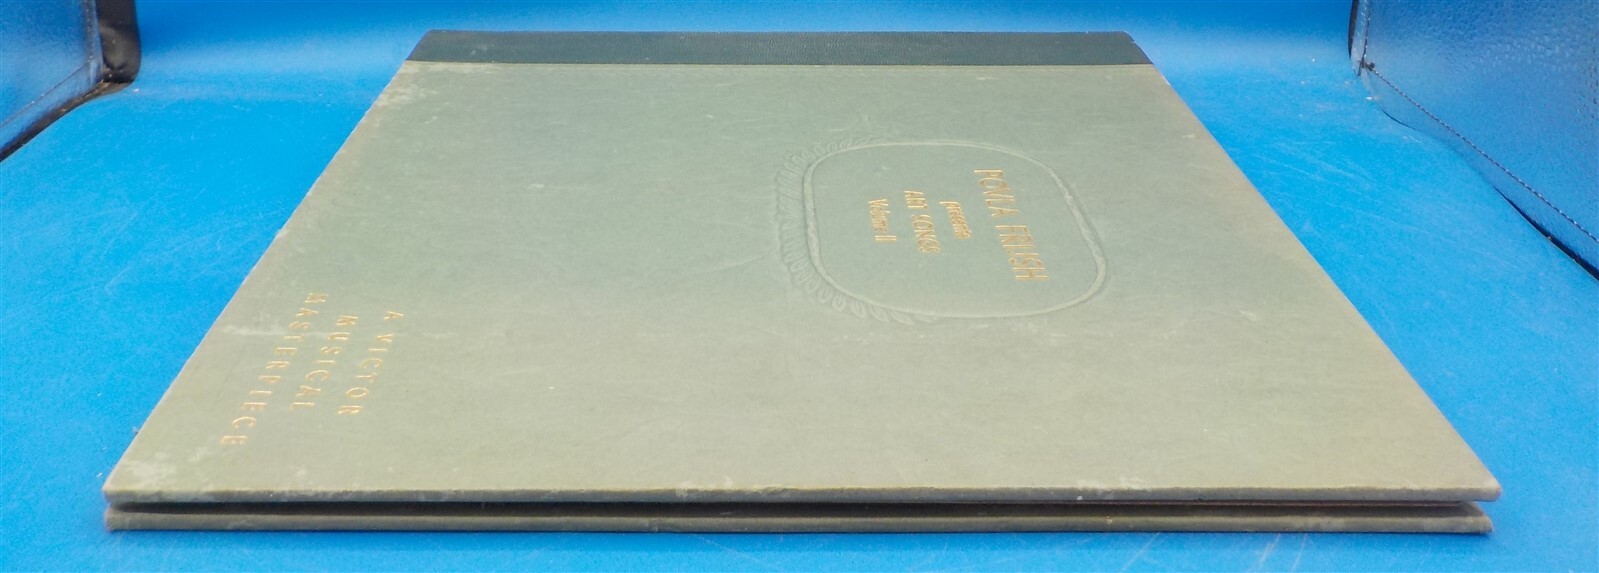 POVLA FRIJSH
presents
ART SONGS
Volume II
A VICTOR
MUSICAL
MASTERPIECE